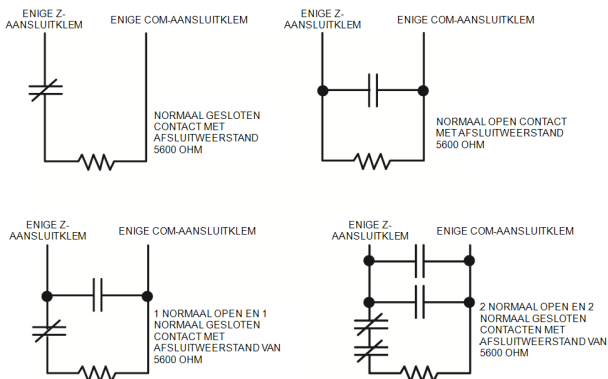 ENIGE Z-
AANSLUITKLEM
ENIGE COM-AANSLUITKLEM
NORMAAL GESLOTEN
CONTACT MET
AFSLUITWEERSTAND
5600 OHM
ENIGE Z-
AANSLUITKLEM
ENIGE COM-AANSLUITKLEM
NORMAAL OPEN CONTACT
MET AFSLUITWEERSTAND
5600 OHM
ENIGE Z-
AANSLUITKLEM
ENIGE COM-AANSLUITKLEM
1 NORMAAL OPEN EN 1
NORMAAL GESLOTEN
CONTACT MET
AFSLUITWEERSTAND VAN
5600 OHM
ENIGE Z-
AANSLUITKLEM
ENIGE COM-AANSLUITKLEM
2 NORMAAL OPEN EN 2
NORMAAL GESLOTEN
CONTACTEN MET
AFSLUITWEERSTAND VAN
5600 OHM